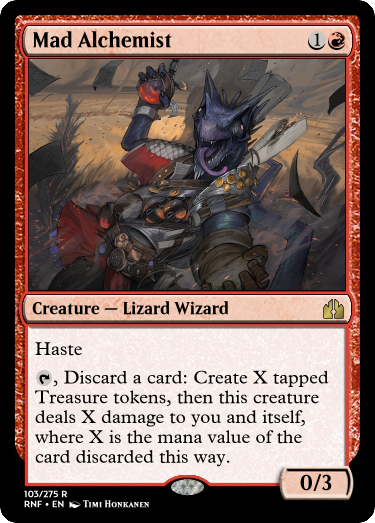 Mad Alchemist 1
Creature — Lizard Wizard
Haste
, Discard a card: Create X tapped
Treasure tokens, then this creature
deals X damage to you and itself,
where X is the mana value of the
card discarded this way.
0/3
103/275 R
RNF • EN Timi Honkanen